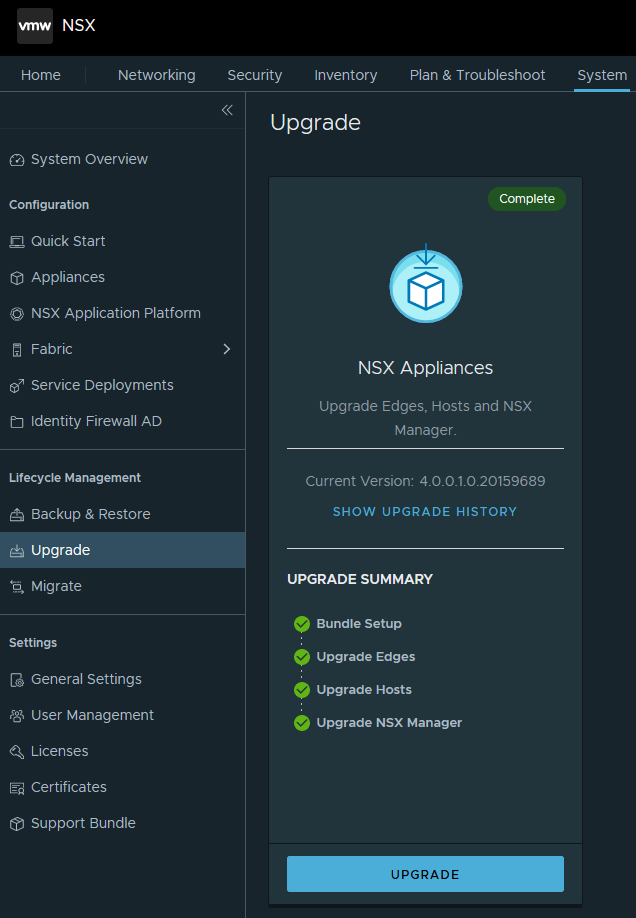 vmw NSX
Home Networking Security Inventory Plan & Troubleshoot System
Upgrade
System Overview
Configuration
Quick Start
Appliances
NSX Application Platform
Fabric
Service Deployments
Identity Firewall AD
Lifecycle Management
Backup & Restore
Upgrade
Migrate
Settings
General Settings
User Management
Licenses
Certificates
Support Bundle
Complete
NSX Appliances
Upgrade Edges, Hosts and NSX
Manager.
Current Version: 4.0.0.1.0.20159689
SHOW UPGRADE HISTORY
UPGRADE SUMMARY
Bundle Setup
Upgrade Edges
Upgrade Hosts
Upgrade NSX Manager
UPGRADE